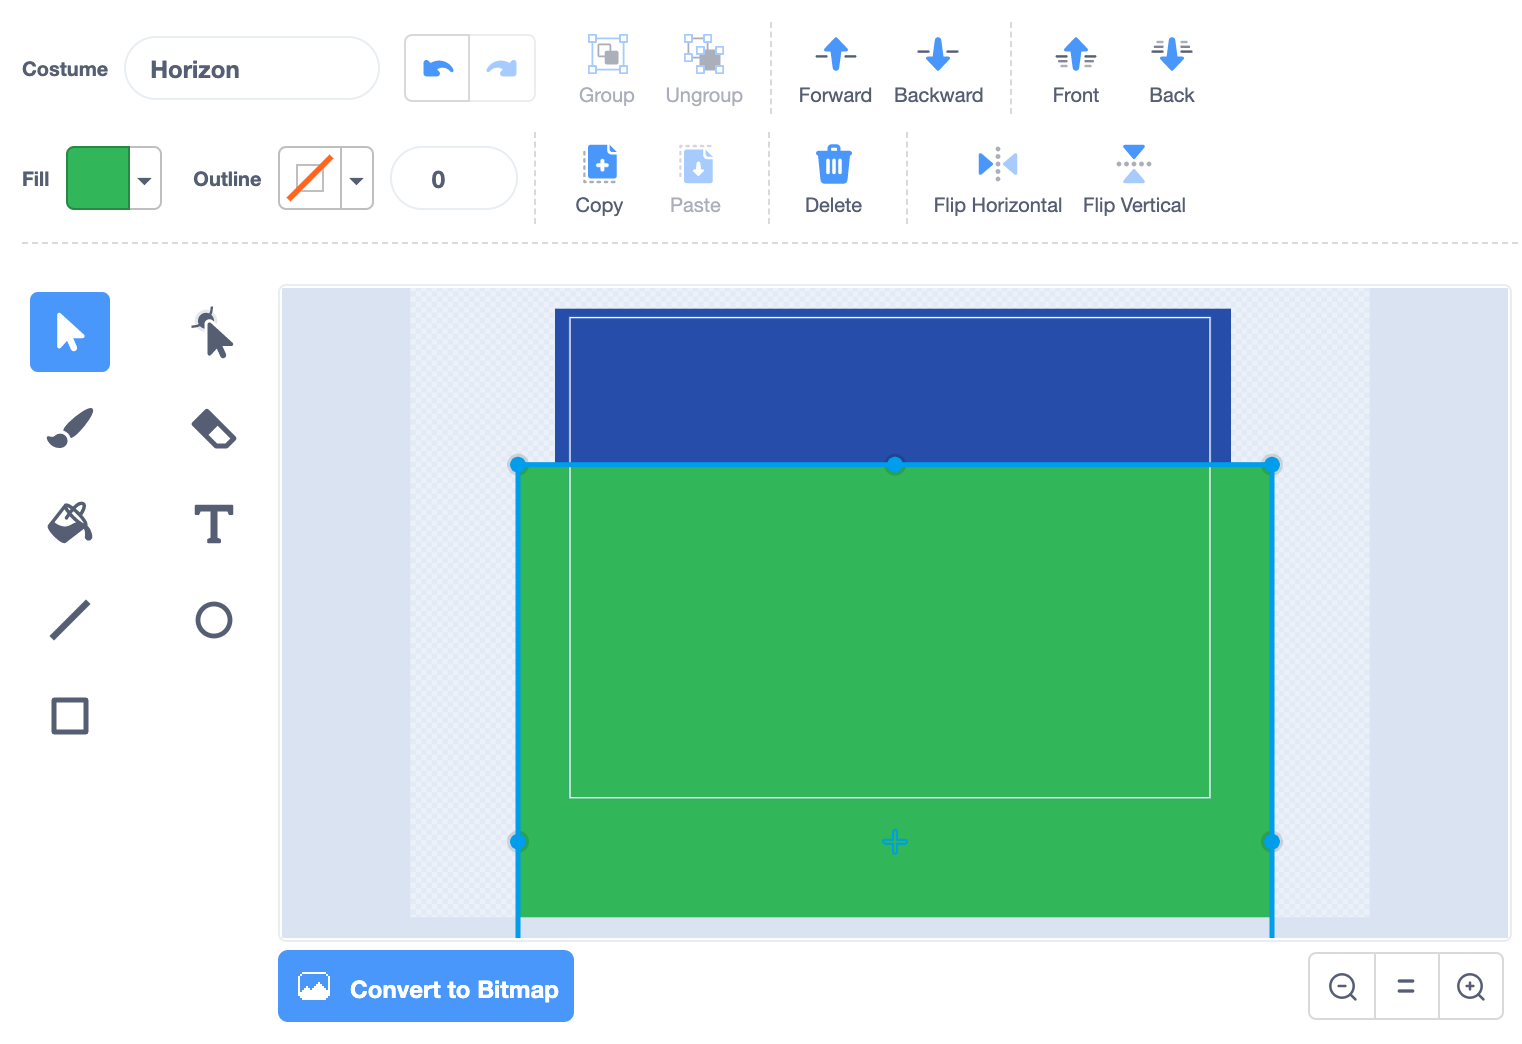 Costume Horizon
Group Ungroup Forward Backward Front Back
Fill Outline 0
Copy Paste Delete Flip Horizontal Flip Vertical
T
Convert to Bitmap